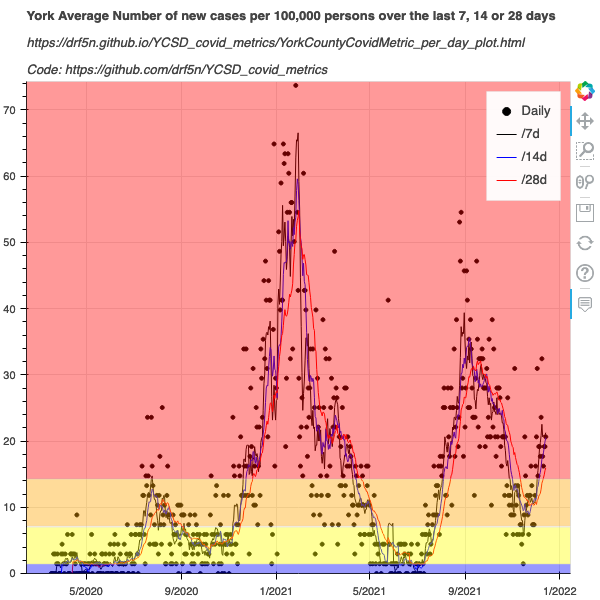 York Average Number of new cases per 100,000 persons over the last 7, 14 or 28 days
https://drf5n.github.io/YCSD_covid_metrics/YorkCountyCovidMetric_per_day_plot.html
Code: https://github.com/drf5n/YCSD_covid_metrics
Daily
/7d
/14d
/28d
70
60
50
40
30
20
10
0
5/2020
9/2020
1/2021
5/2021
9/2021
1/2022